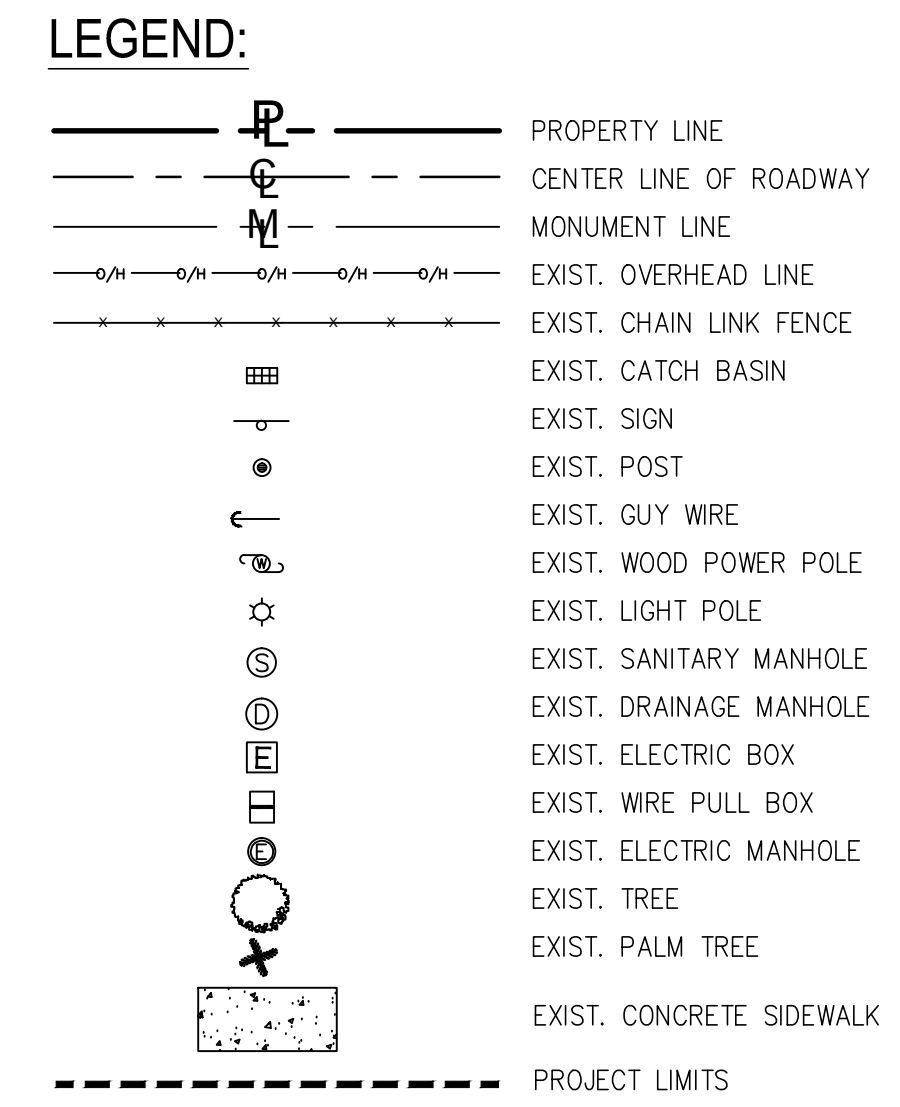 LEGEND:
PL PROPERTY LINE
CL CENTER LINE OF ROADWAY
ML MONUMENT LINE
O/H O/H O/H O/H O/H EXIST. OVERHEAD LINE
X X X X X X X EXIST. CHAIN LINK FENCE
EXIST. CATCH BASIN
EXIST. SIGN
EXIST. POST
EXIST. GUY WIRE
W EXIST. WOOD POWER POLE
EXIST. LIGHT POLE
S EXIST. SANITARY MANHOLE
D EXIST. DRAINAGE MANHOLE
E EXIST. ELECTRIC BOX
EXIST. WIRE PULL BOX
E EXIST. ELECTRIC MANHOLE
EXIST. TREE
EXIST. PALM TREE
EXIST. CONCRETE SIDEWALK
PROJECT LIMITS